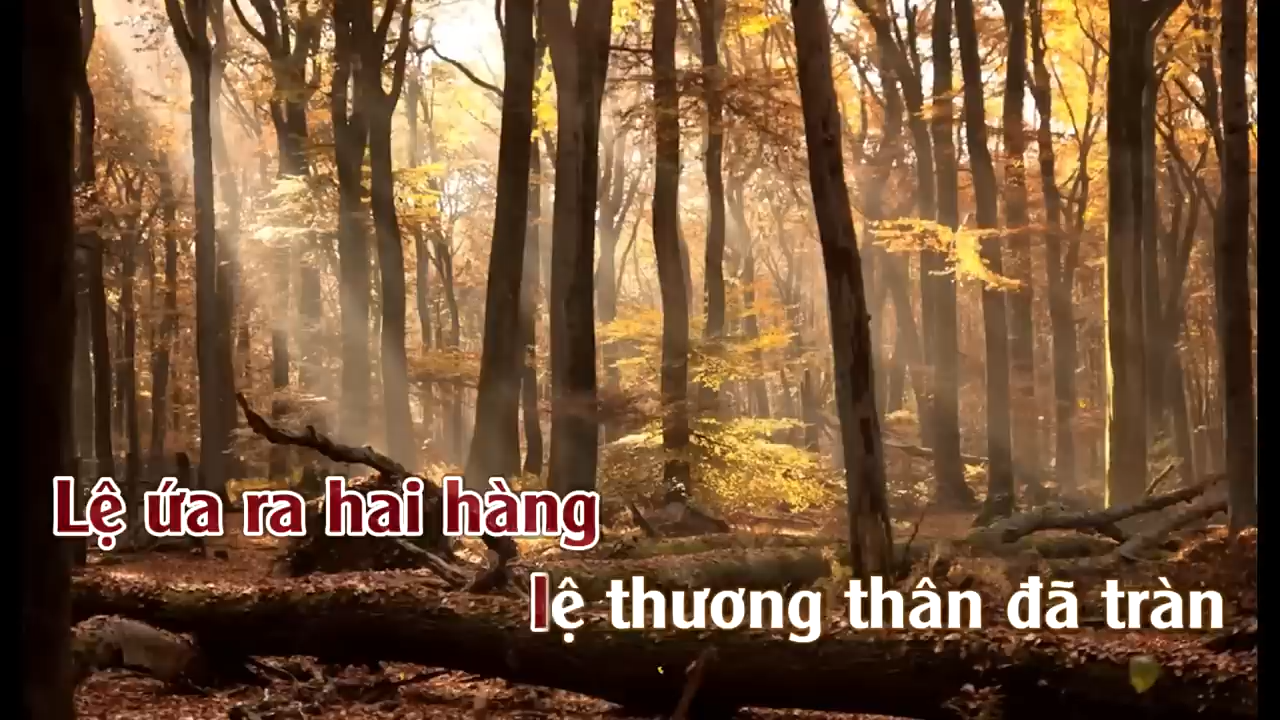 Lệ ứa ra hai hàng
lệ thương thân đã tràn